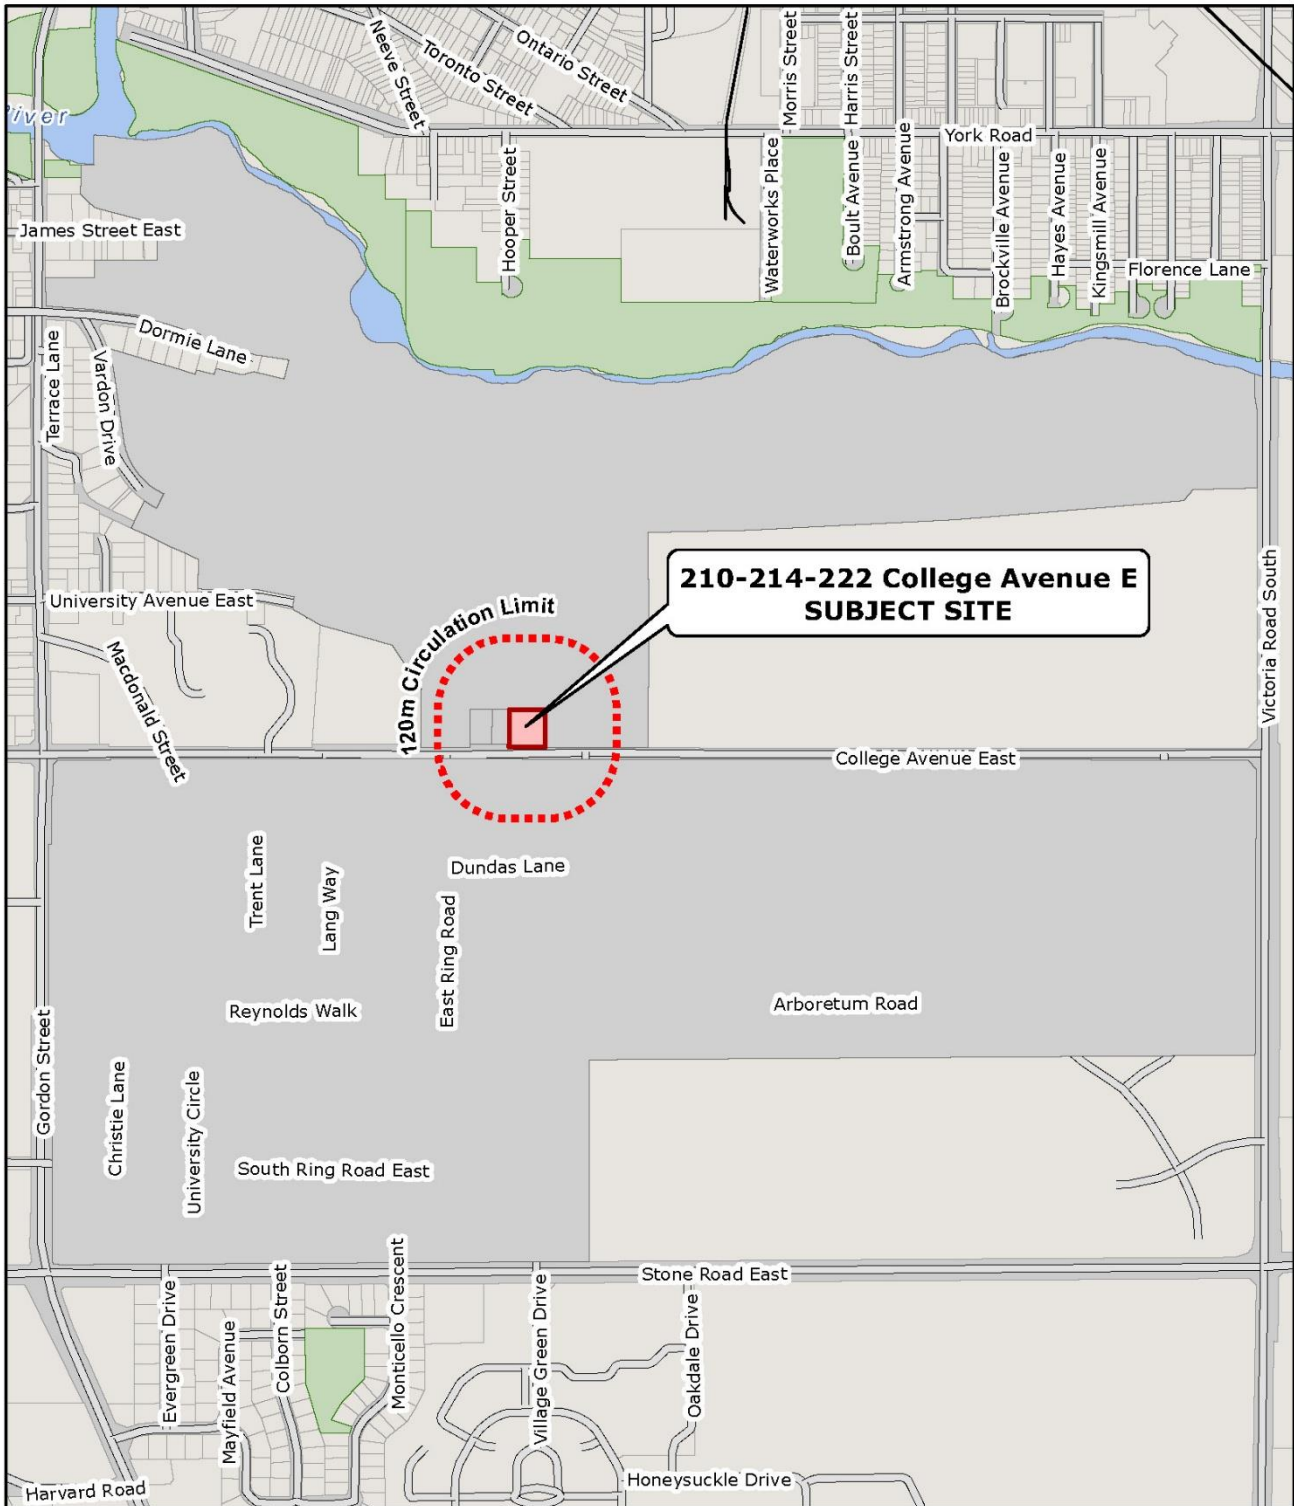 Neeve Street
Toronto Street
Ontario Street
Morris Street
Harris Street
River
York Road
Hooper Street
Waterworks Place
Boult Avenue
Armstrong Avenue
Brockville Avenue
Hayes Avenue
Kingsmill Avenue
James Street East
Florence Lane
Terrace Lane
Dormie Lane
Vardon Drive
210-214-222 College Avenue E
SUBJECT SITE
University Avenue East
120m Circulation Limit
Macdonald Street
Victoria Road South
College Avenue East
Trent Lane
Lang Way
Dundas Lane
East Ring Road
Reynolds Walk
Arboretum Road
Gordon Street
Christie Lane
University Circle
South Ring Road East
Stone Road East
Evergreen Drive
Mayfield Avenue
Colborn Street
Monticello Crescent
Village Green Drive
Oakdale Drive
Harvard Road
Honeysuckle Drive